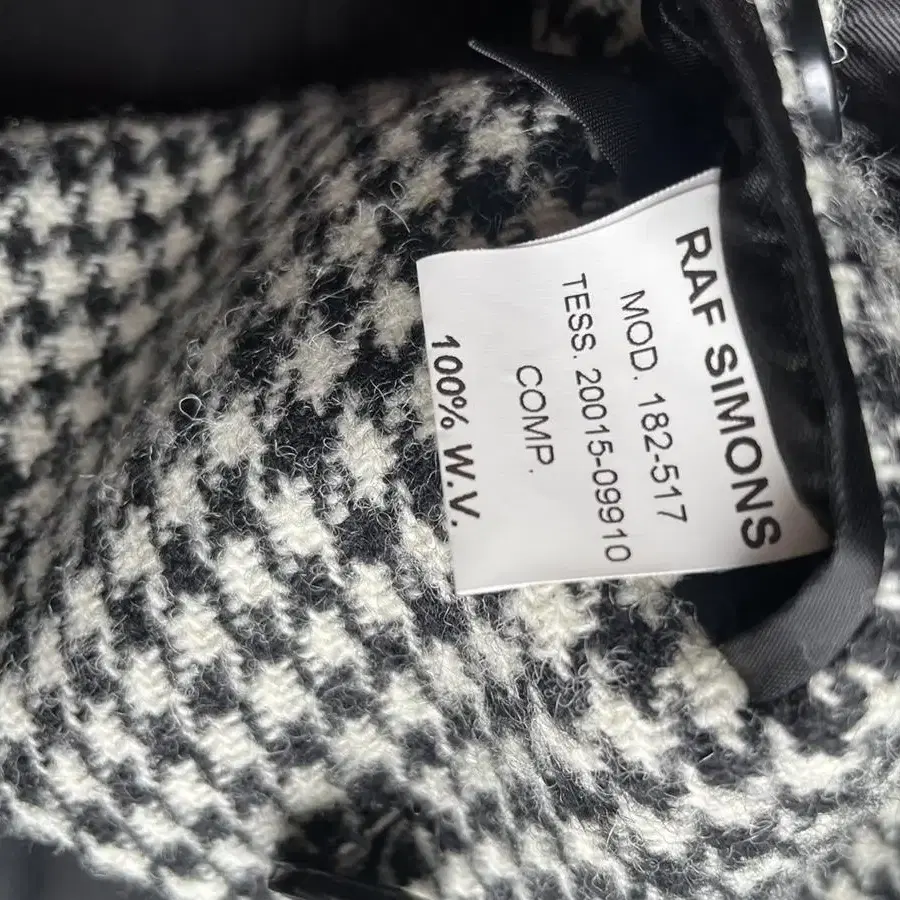 RAF SIMONS
MOD. 182-517
TESS. 20015-09910
COMP.
100% W.V.